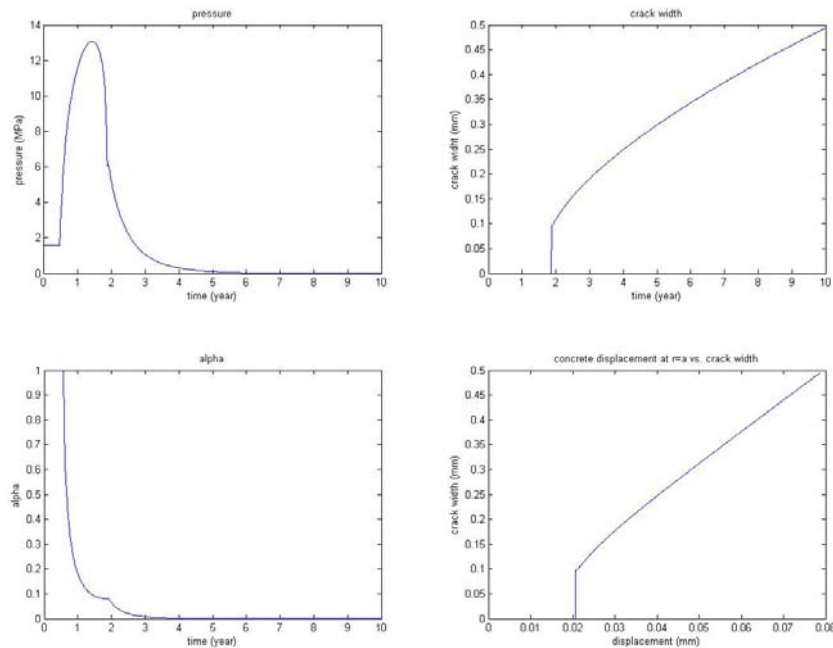 pressure
14
12
10
8
6
4
2
0
pressure (MPa)
0 1 2 3 4 5 6 7 8 9 10
time (year)
crack width
0.5
0.45
0.4
0.35
0.3
0.25
0.2
0.15
0.1
0.05
0
crack widht (mm)
0 1 2 3 4 5 6 7 8 9 10
time (year)
alpha
1
0.9
0.8
0.7
0.6
0.5
0.4
0.3
0.2
0.1
0
alpha
0 1 2 3 4 5 6 7 8 9 10
time (year)
concrete displacement at r=a vs. crack width
0.5
0.45
0.4
0.35
0.3
0.25
0.2
0.15
0.1
0.05
0
crack width (mm)
0 0.01 0.02 0.03 0.04 0.05 0.06 0.07 0.08
displacement (mm)